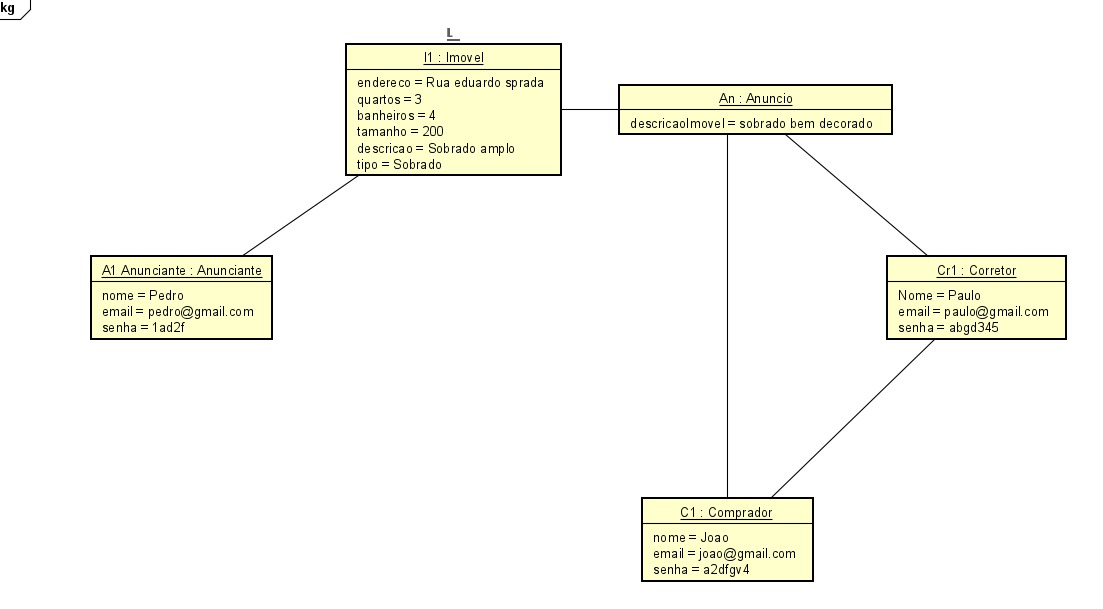 kg
L
I1 : Imovel
endereco = Rua eduardo sprada
quartos = 3
banheiros = 4
tamanho = 200
descricao = Sobrado amplo
tipo = Sobrado
An : Anuncio
descricaoImovel = sobrado bem decorado
A1 Anunciante : Anunciante
nome = Pedro
email = pedro@gmail.com
senha = 1ad2f
Cr1 : Corretor
Nome = Paulo
email = paulo@gmail.com
senha = abgd345
C1 : Comprador
nome = Joao
email = joao@gmail.com
senha = a2dfgv4